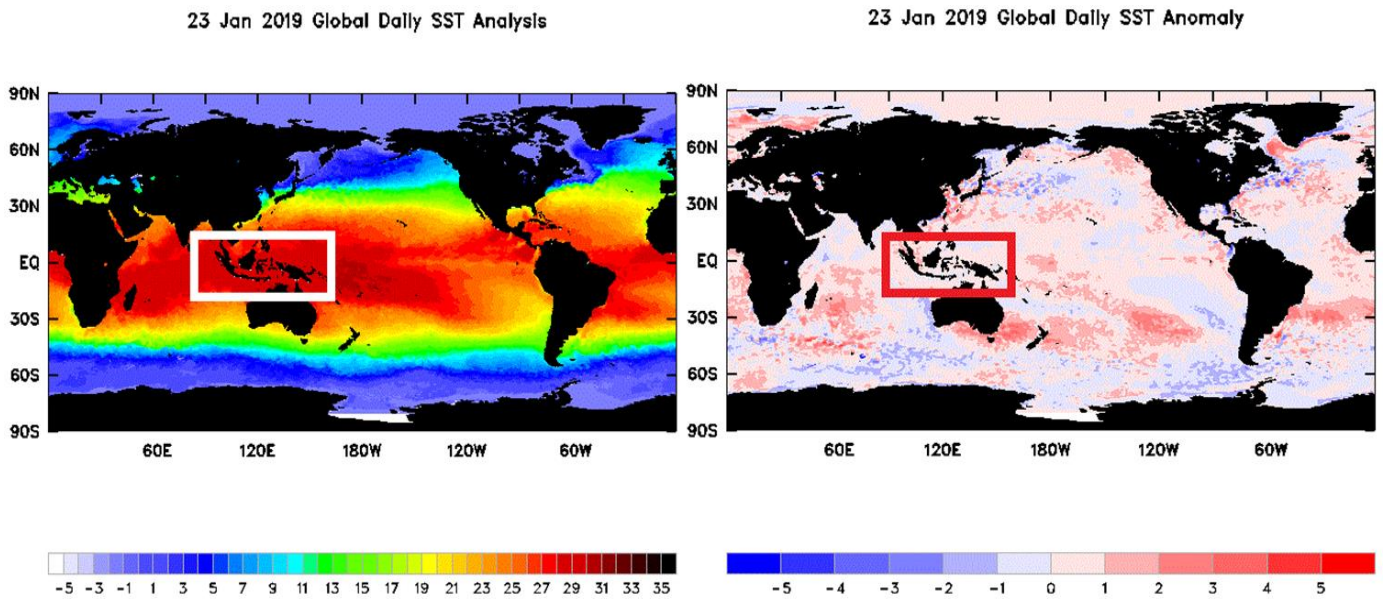 23 Jan 2019 Global Daily SST Analysis
90N
60N
30N
EQ
30S
60S
90S
60E 120E 180W 120W 60W
-5 -3 -1 1 3 5 7 9 11 13 15 17 19 21 23 25 27 29 31 33 35
23 Jan 2019 Global Daily SST Anomaly
90N
60N
30N
EQ
30S
60S
90S
60E 120E 180W 120W 60W
-5 -4 -3 -2 -1 0 1 2 3 4 5